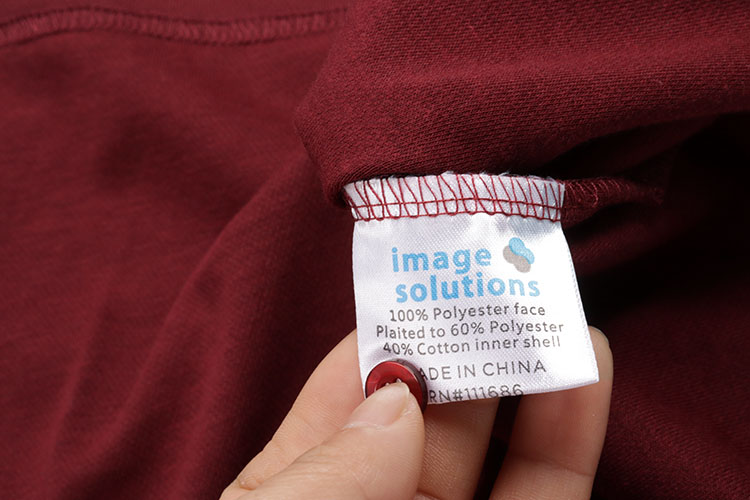 image
solutions
100% Polyester face
Plaited to 60% Polyester
40% Cotton inner shell
ADE IN CHINA
RN#111686